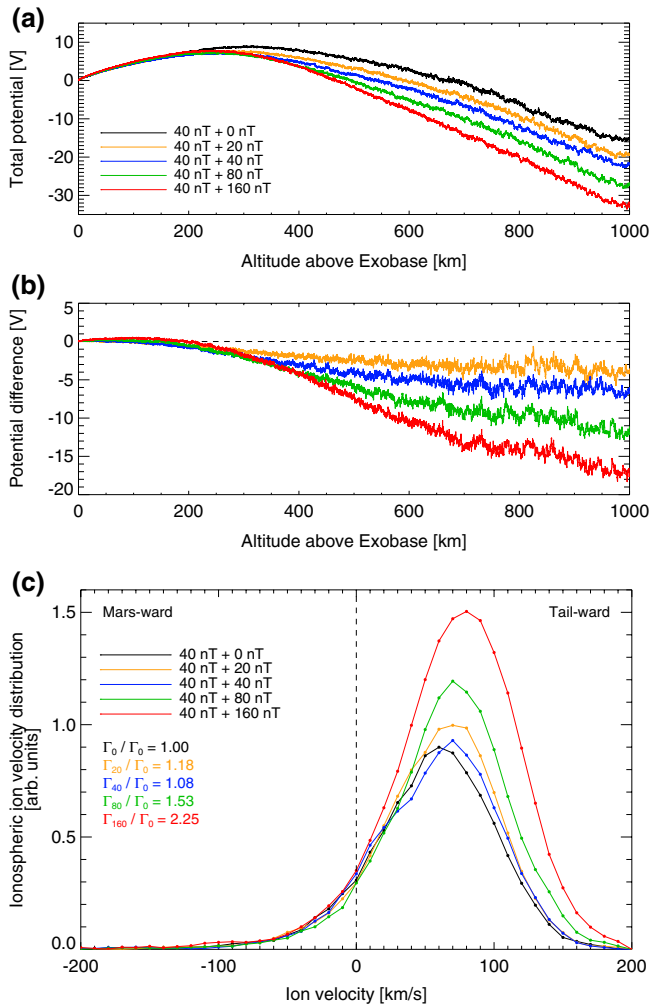 (a)
Total potential [V]
10
0
-10
-20
-30
40 nT + 0 nT
40 nT + 20 nT
40 nT + 40 nT
40 nT + 80 nT
40 nT + 160 nT
0 200 400 600 800 1000
Altitude above Exobase [km]
(b)
Potential difference [V]
5
0
-5
-10
-15
-20
0 200 400 600 800 1000
Altitude above Exobase [km]
(c)
Ionospheric ion velocity distribution
[arb. units]
1.5
1.0
0.5
0.0
Mars-ward Tail-ward
40 nT + 0 nT
40 nT + 20 nT
40 nT + 40 nT
40 nT + 80 nT
40 nT + 160 nT
Γ₀ / Γ₀ = 1.00
Γ₂₀ / Γ₀ = 1.18
Γ₄₀ / Γ₀ = 1.08
Γ₈₀ / Γ₀ = 1.53
Γ₁₆₀ / Γ₀ = 2.25
-200 -100 0 100 200
Ion velocity [km/s]